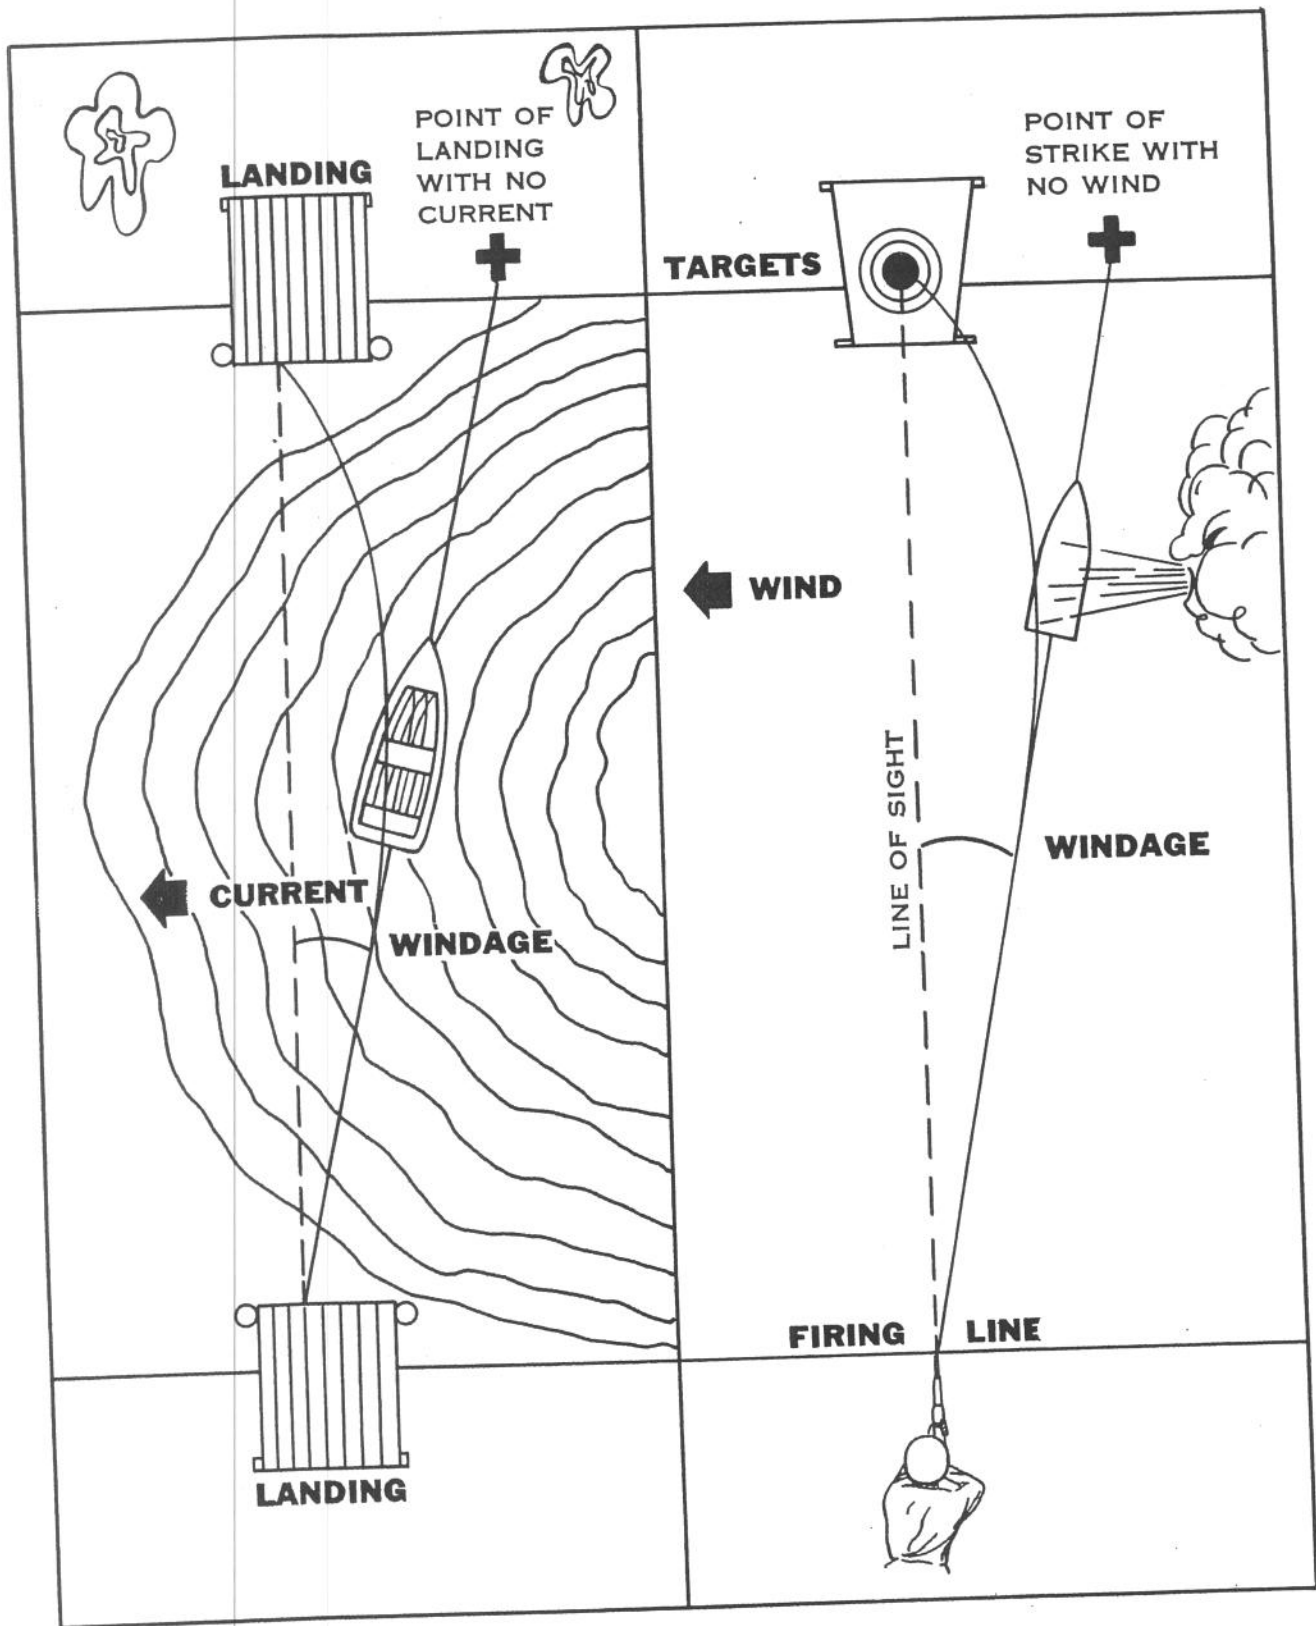 POINT OF
LANDING
WITH NO
CURRENT
LANDING
CURRENT
WINDAGE
LANDING
POINT OF
STRIKE WITH
NO WIND
TARGETS
WIND
LINE OF SIGHT
WINDAGE
FIRING LINE